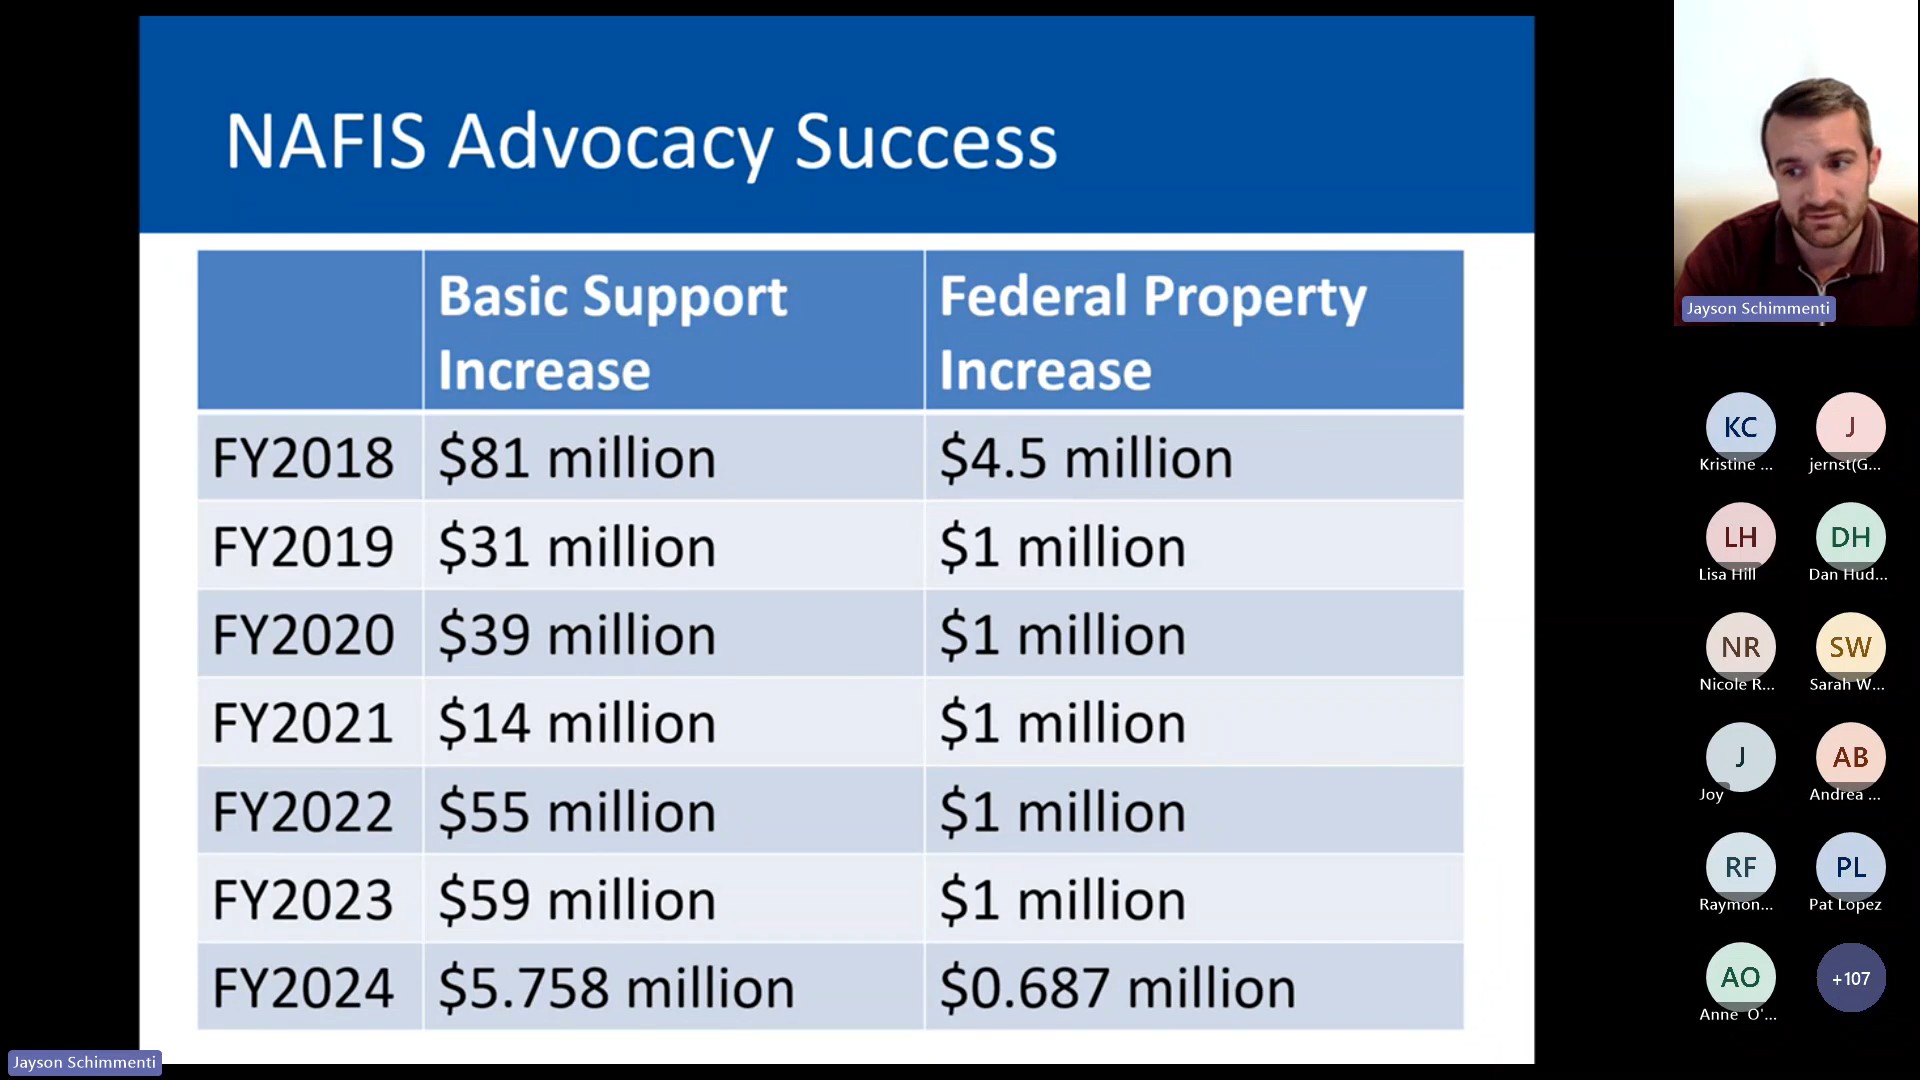 NAFIS Advocacy Success
Basic Support Increase
Federal Property Increase
FY2018 $81 million $4.5 million
FY2019 $31 million $1 million
FY2020 $39 million $1 million
FY2021 $14 million $1 million
FY2022 $55 million $1 million
FY2023 $59 million $1 million
FY2024 $5.758 million $0.687 million
Jayson Schimmenti
Jayson Schimmenti
KC J
Kristine ... jernst(G...
LH DH
Lisa Hill Dan Hud...
NR SW
Nicole R... Sarah W...
J AB
Joy Andrea ...
RF PL
Raymon... Pat Lopez
AO +107
Anne O'...